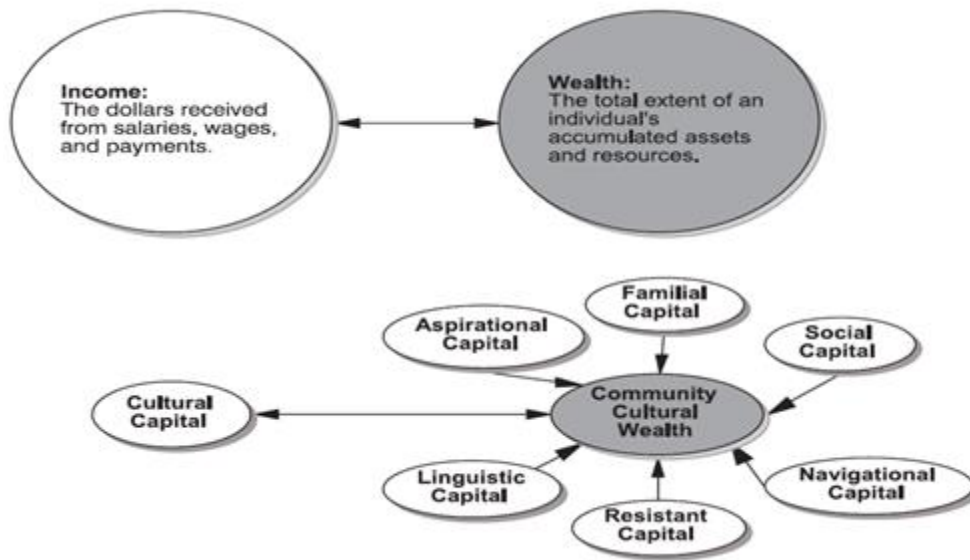 Income:
The dollars received
from salaries, wages,
and payments.
Wealth:
The total extent of an
individual's
accumulated assets
and resources.
Familial
Capital
Aspirational
Capital
Social
Capital
Cultural
Capital
Community
Cultural
Wealth
Linguistic
Capital
Navigational
Capital
Resistant
Capital